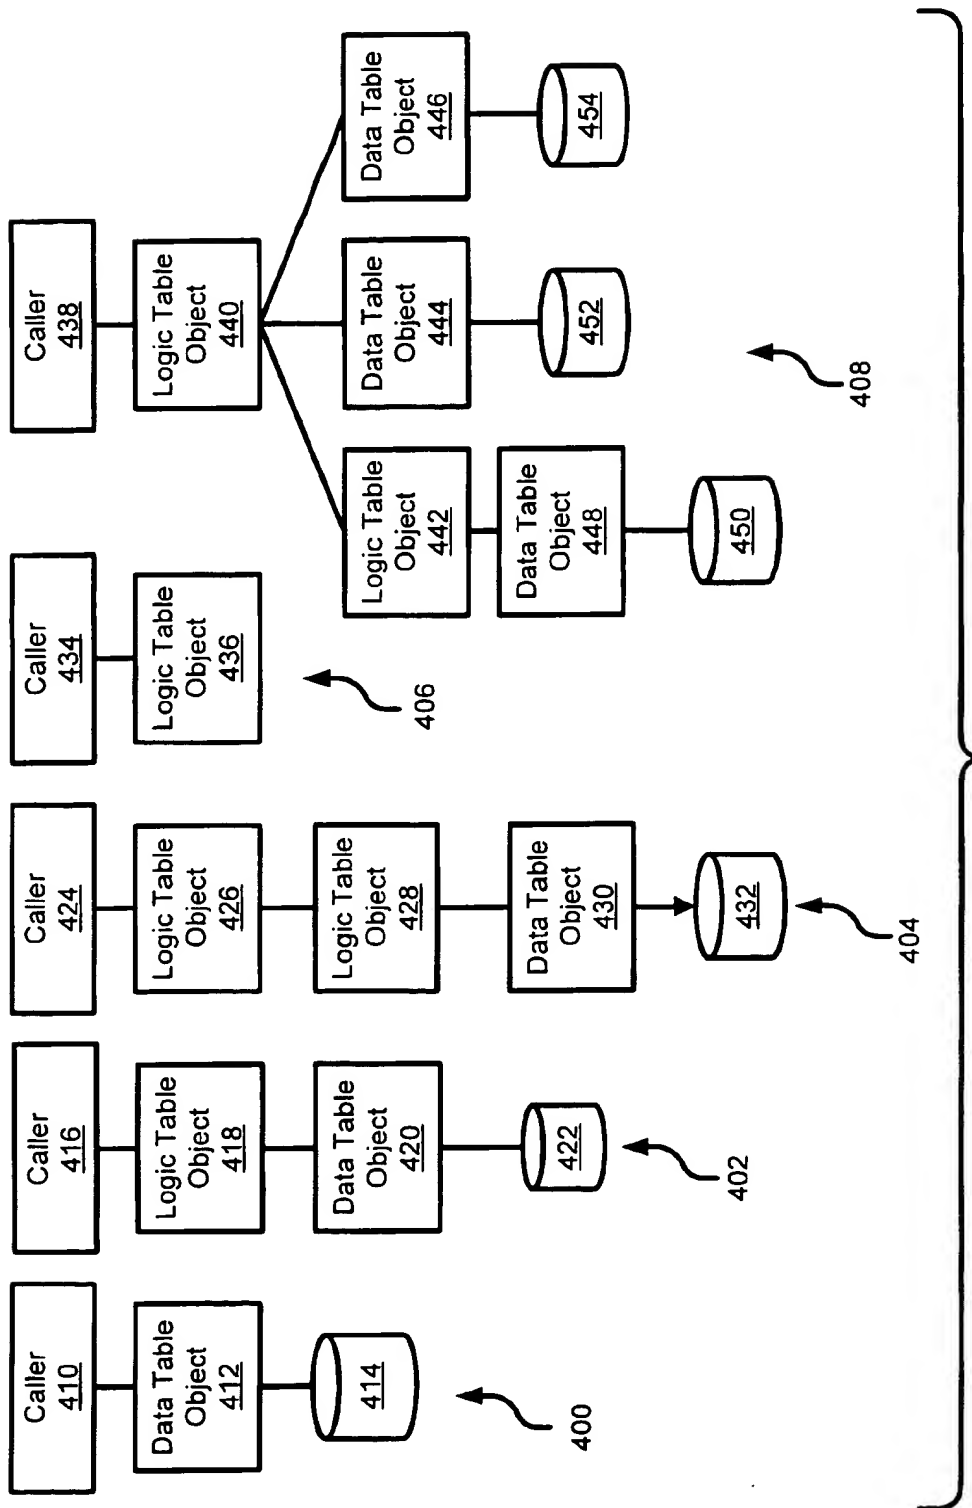 Caller
410
Data Table
Object
412
414
400
Caller
416
Logic Table
Object
418
Data Table
Object
420
422
402
Caller
424
Logic Table
Object
426
Logic Table
Object
428
Data Table
Object
430
432
404
Caller
434
Logic Table
Object
436
406
Caller
438
Logic Table
Object
440
Logic Table
Object
442
Data Table
Object
448
450
Data Table
Object
444
452
Data Table
Object
446
454
408